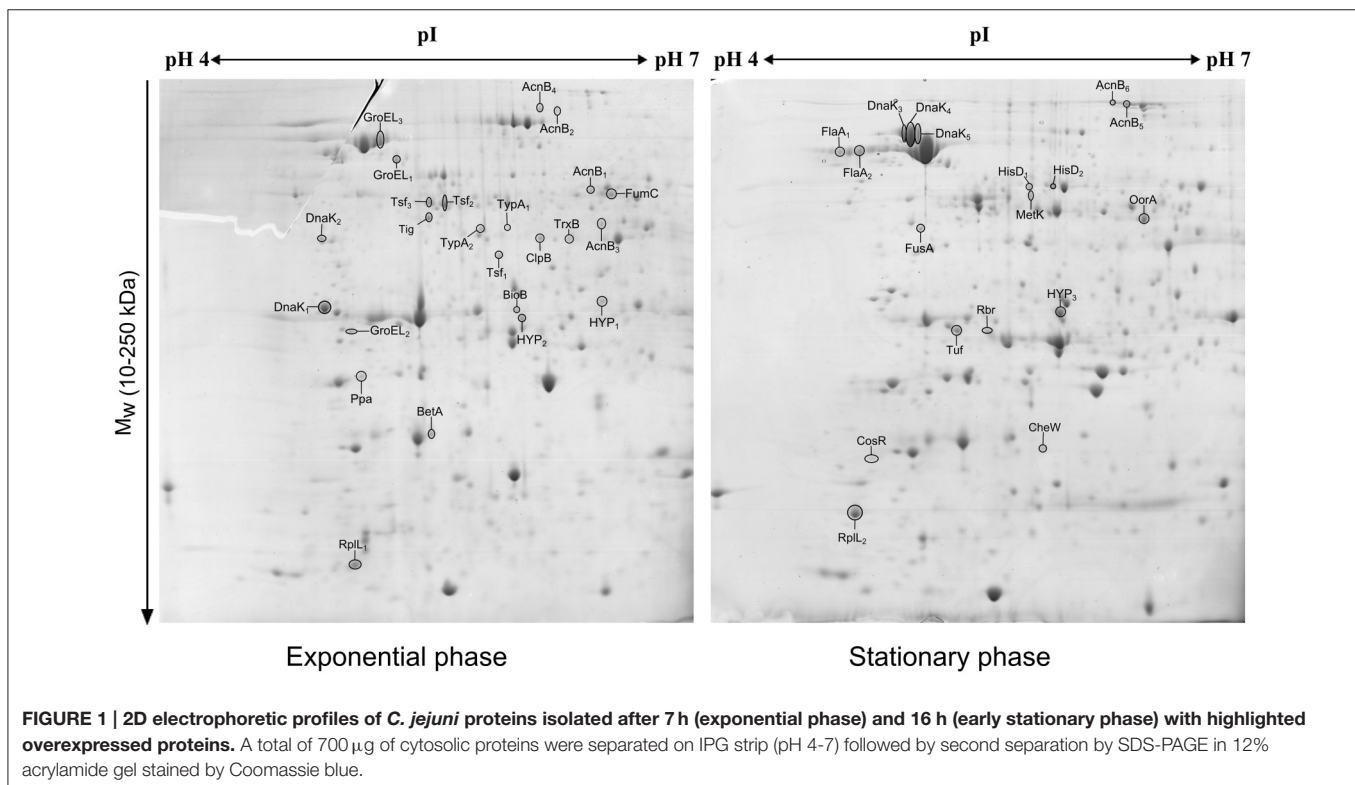 pI
pH 4
pH 7
pI
pH 4
pH 7
Mw (10-250 kDa)
AcnB₄
AcnB₂
GroEL₃
GroEL₁
AcnB₁
FumC
Tsf₃
Tsf₂
TypA₁
Tig
DnaK₂
TypA₂
TrxB
AcnB₃
ClpB
Tsf₁
BioB
DnaK₁
HYP₁
GroEL₂
HYP₂
Ppa
BetA
RplL₁
Exponential phase
AcnB₆
AcnB₅
DnaK₃
DnaK₄
DnaK₅
FlaA₁
FlaA₂
HisD₁
HisD₂
MetK
OorA
FusA
HYP₃
Rbr
Tuf
CheW
CosR
RplL₂
Stationary phase
FIGURE 1 | 2D electrophoretic profiles of C. jejuni proteins isolated after 7 h (exponential phase) and 16 h (early stationary phase) with highlighted
overexpressed proteins. A total of 700 μg of cytosolic proteins were separated on IPG strip (pH 4-7) followed by second separation by SDS-PAGE in 12%
acrylamide gel stained by Coomassie blue.